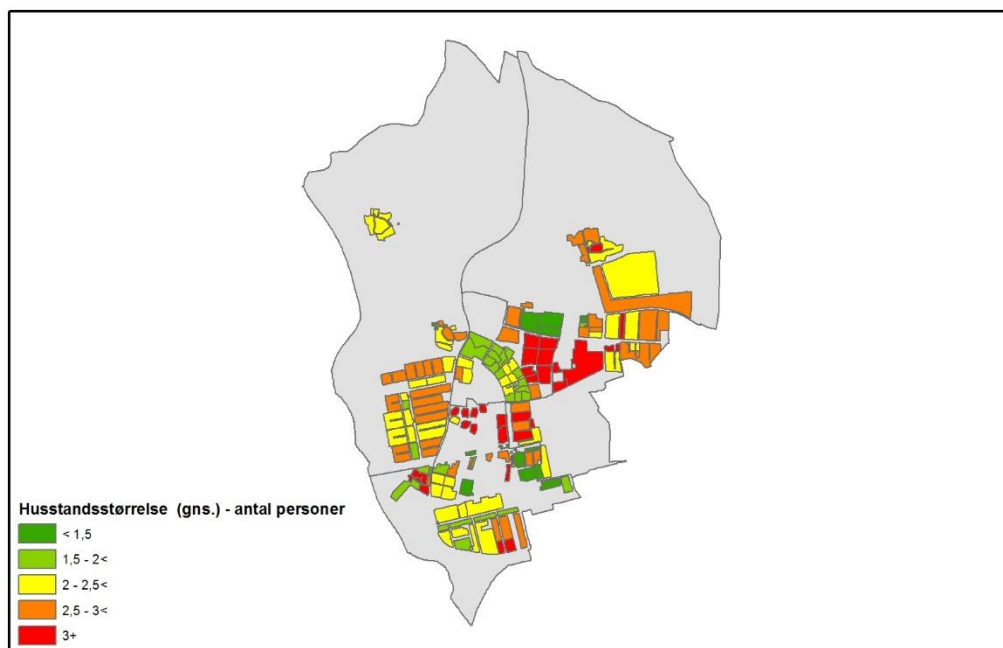 Husstandsstørrelse (gns.) - antal personer
< 1,5
1,5 - 2<
2 - 2,5<
2,5 - 3<
3+